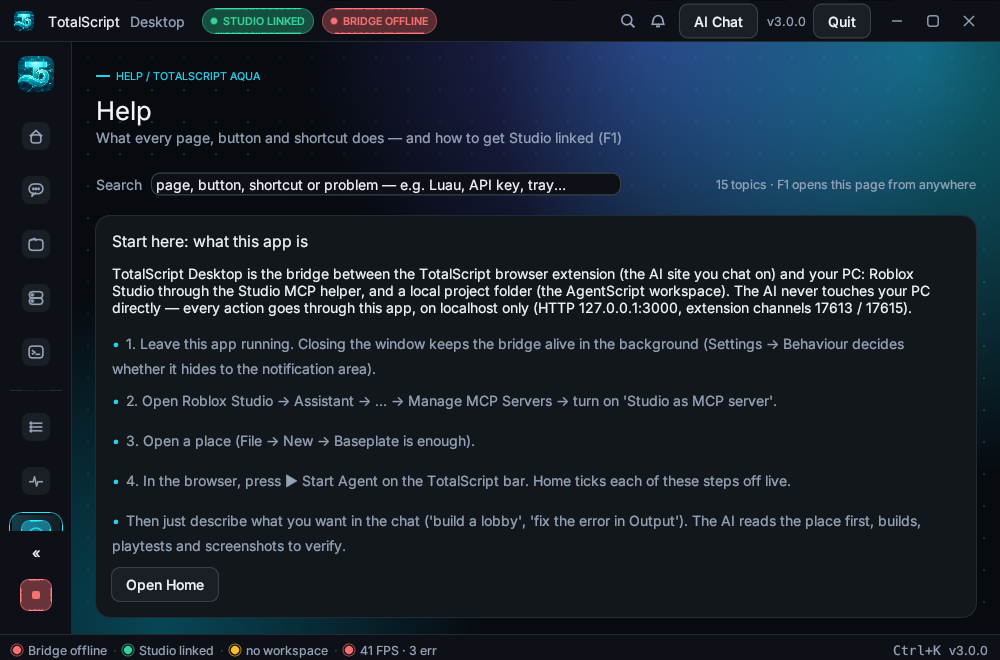 TotalScript Desktop
STUDIO LINKED
BRIDGE OFFLINE
AI Chat
v3.0.0
Quit
HELP / TOTALSCRIPT AQUA
Help
What every page, button and shortcut does — and how to get Studio linked (F1)
Search
page, button, shortcut or problem — e.g. Luau, API key, tray...
15 topics · F1 opens this page from anywhere
Start here: what this app is
TotalScript Desktop is the bridge between the TotalScript browser extension (the AI site you chat on) and your PC: Roblox
Studio through the Studio MCP helper, and a local project folder (the AgentScript workspace). The AI never touches your PC
directly — every action goes through this app, on localhost only (HTTP 127.0.0.1:3000, extension channels 17613 / 17615).
• 1. Leave this app running. Closing the window keeps the bridge alive in the background (Settings → Behaviour decides
whether it hides to the notification area).
• 2. Open Roblox Studio → Assistant → ... → Manage MCP Servers → turn on 'Studio as MCP server'.
• 3. Open a place (File → New → Baseplate is enough).
• 4. In the browser, press ▶ Start Agent on the TotalScript bar. Home ticks each of these steps off live.
• Then just describe what you want in the chat ('build a lobby', 'fix the error in Output'). The AI reads the place first, builds,
playtests and screenshots to verify.
Open Home
«
Bridge offline · Studio linked · no workspace · 41 FPS · 3 err
Ctrl+K v3.0.0